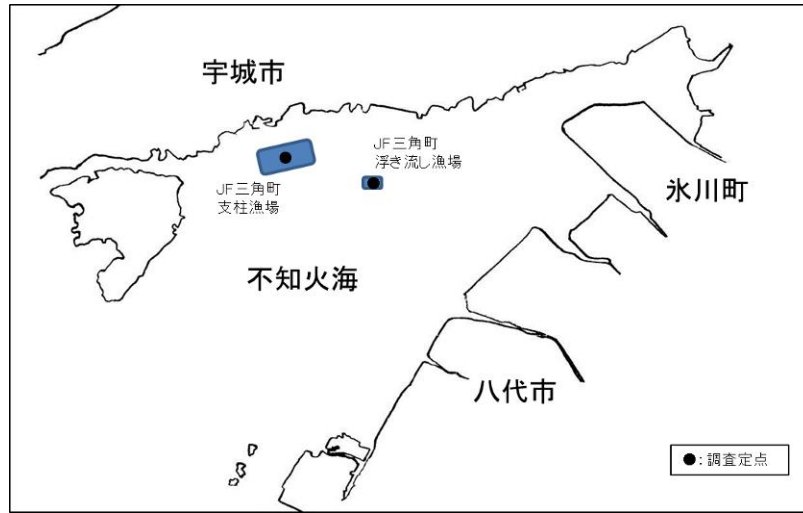 宇城市
JF三角町
浮き流し漁場
JF三角町
支柱漁場
氷川町
不知火海
八代市
●:調査定点